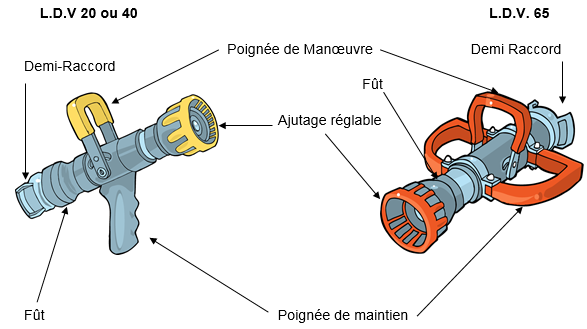 L.D.V 20 ou 40
L.D.V. 65
Poignée de Manœuvre
Demi Raccord
Demi-Raccord
Fût
Ajutage réglable
Fût
Poignée de maintien